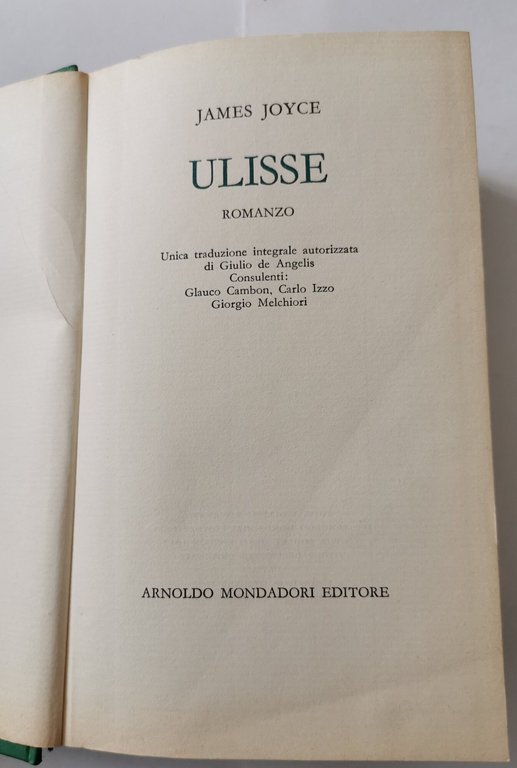 JAMES JOYCE
ULISSE
ROMANZO
Unica traduzione integrale autorizzata
di Giulio de Angelis
Consulenti:
Glauco Cambon, Carlo Izzo
Giorgio Melchiori
ARNOLDO MONDADORI EDITORE